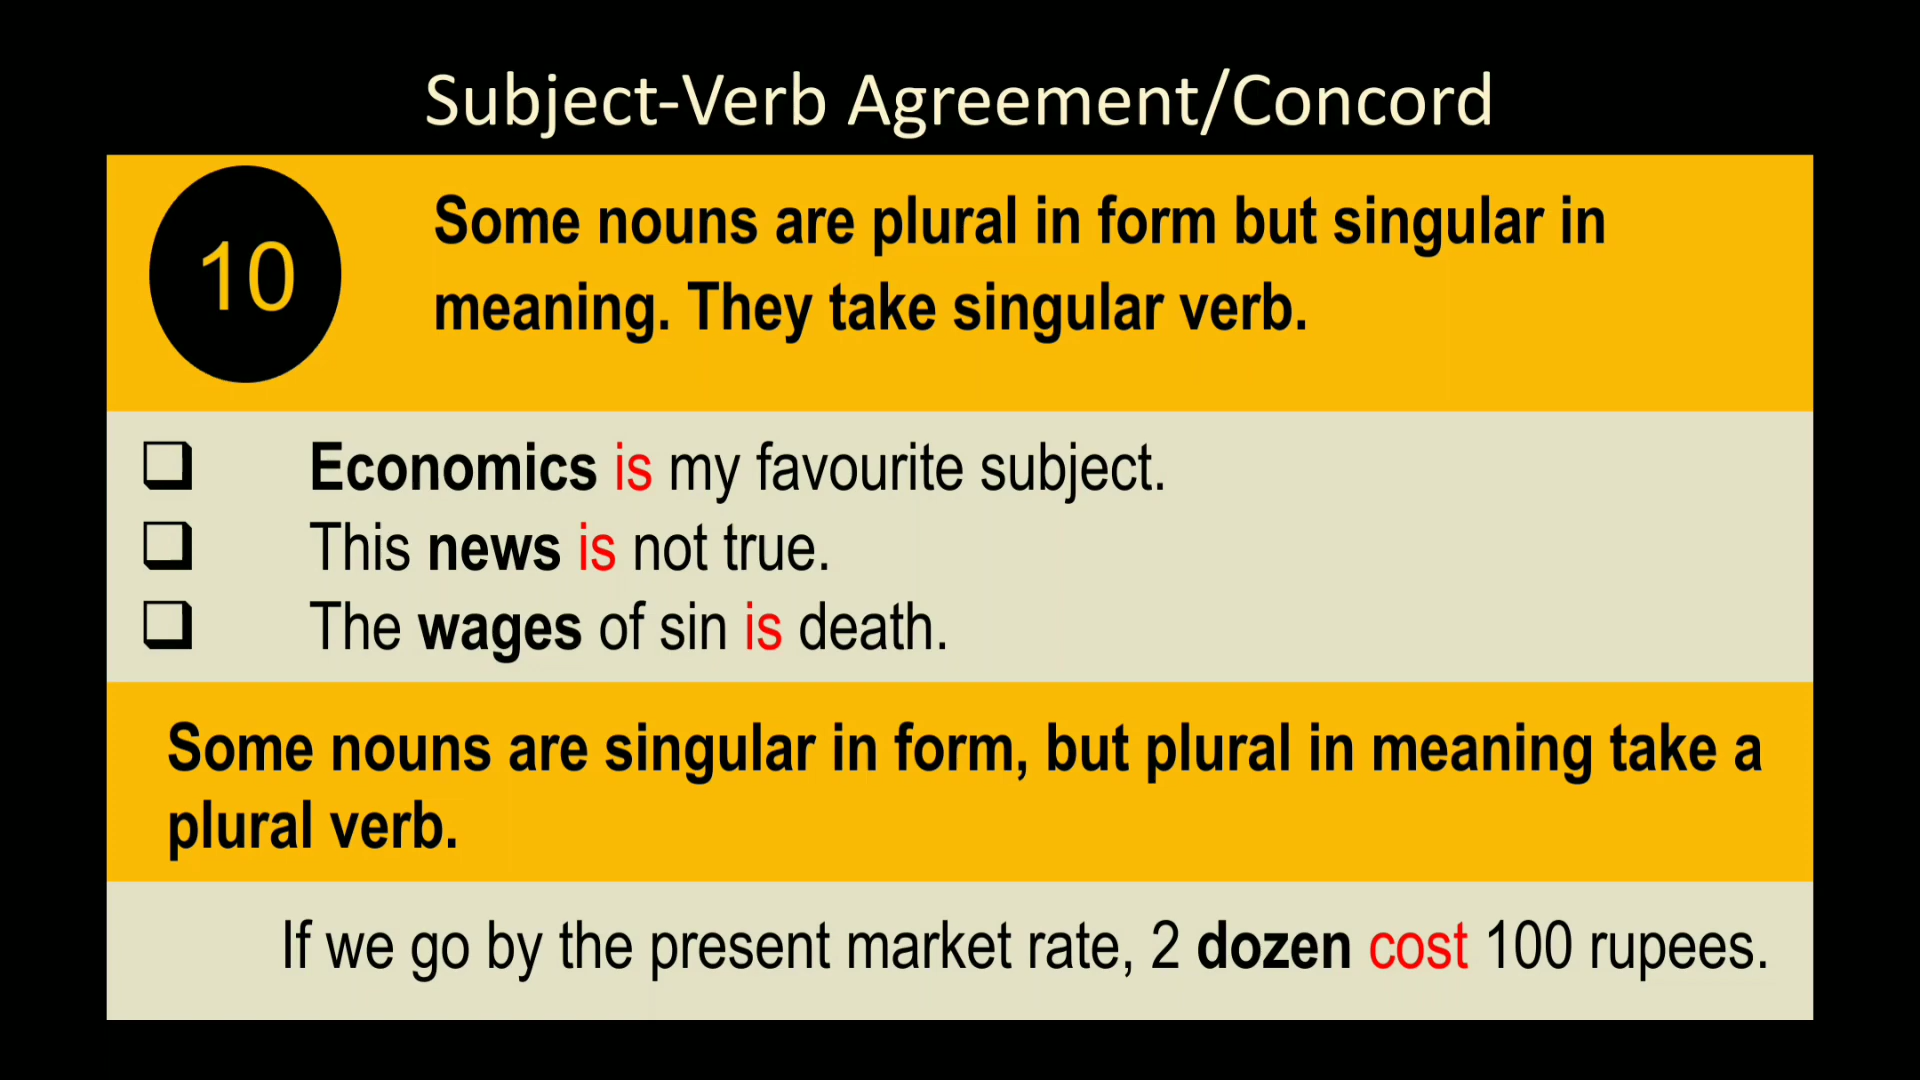 Subject-Verb Agreement/Concord
10
Some nouns are plural in form but singular in
meaning. They take singular verb.
❑ Economics is my favourite subject.
❑ This news is not true.
❑ The wages of sin is death.
Some nouns are singular in form, but plural in meaning take a
plural verb.
If we go by the present market rate, 2 dozen cost 100 rupees.